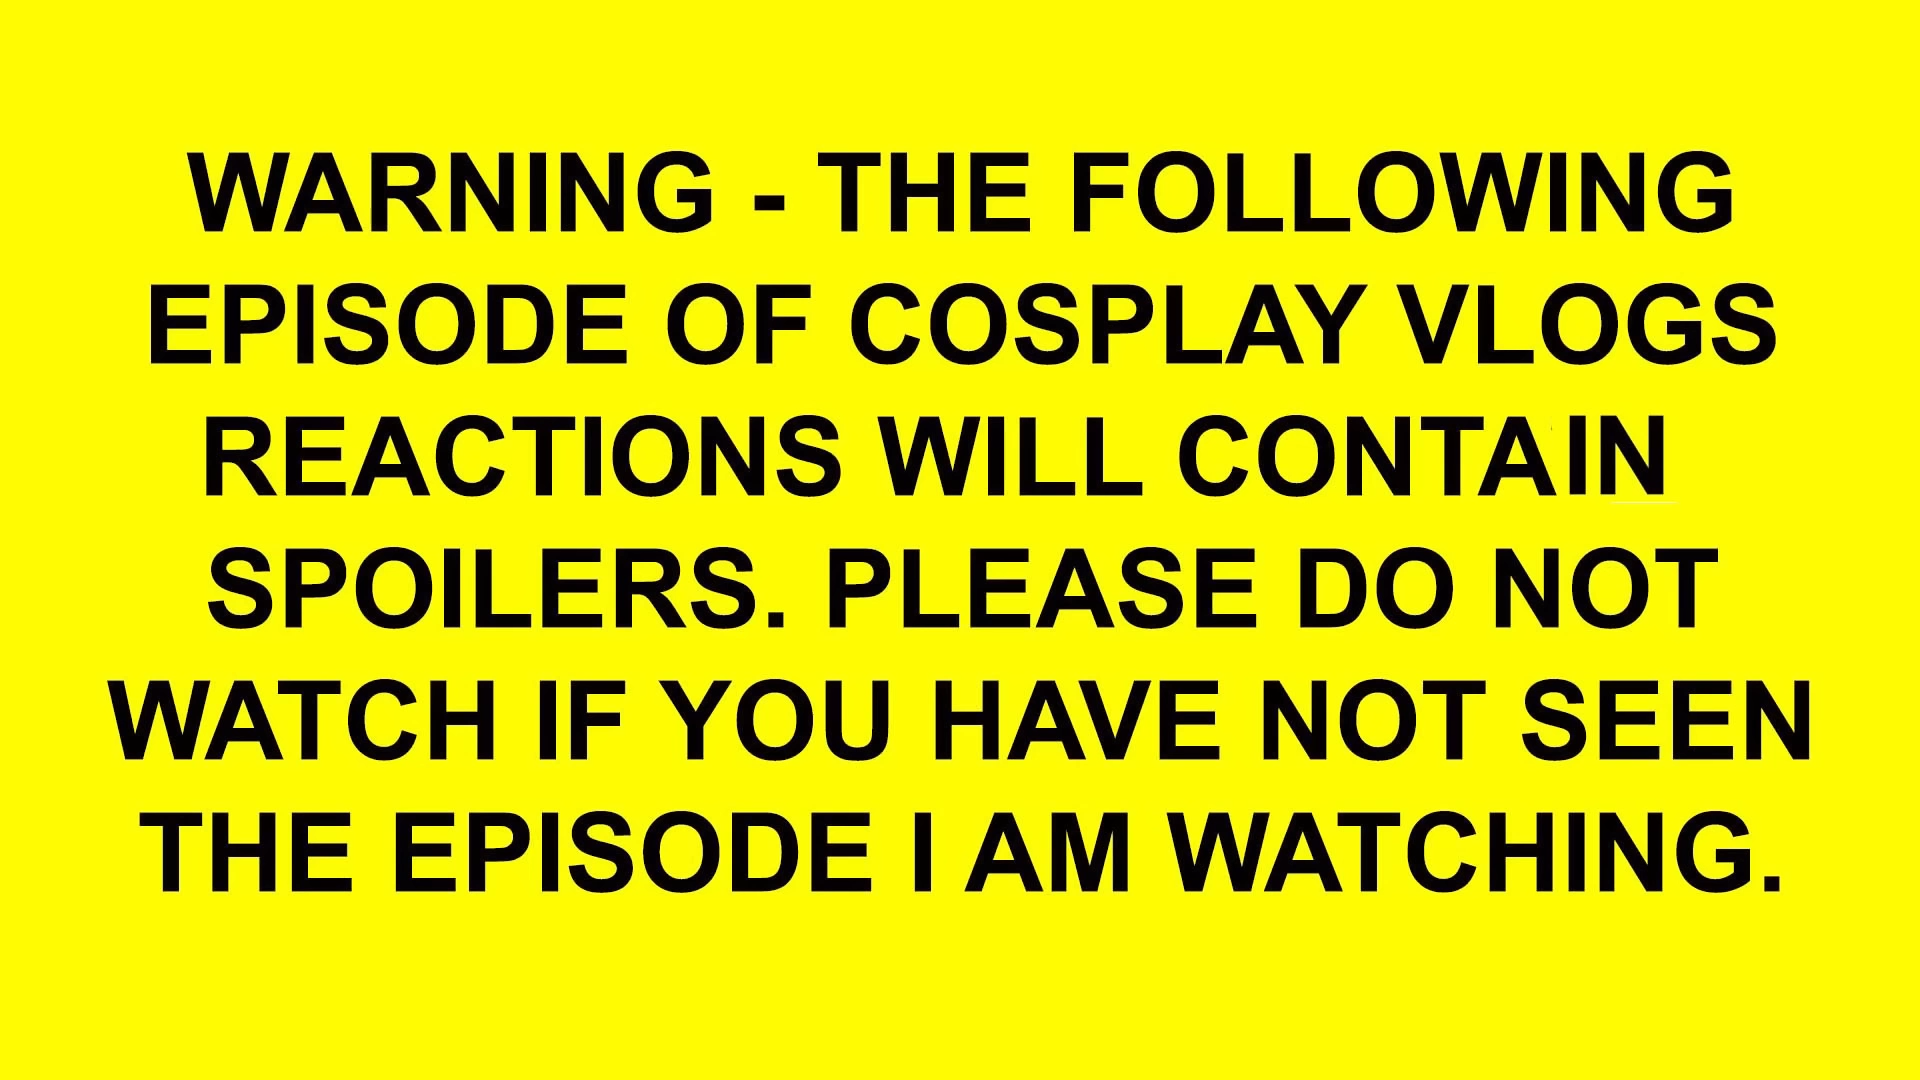 WARNING - THE FOLLOWING
EPISODE OF COSPLAY VLOGS
REACTIONS WILL CONTAIN
SPOILERS. PLEASE DO NOT
WATCH IF YOU HAVE NOT SEEN
THE EPISODE I AM WATCHING.